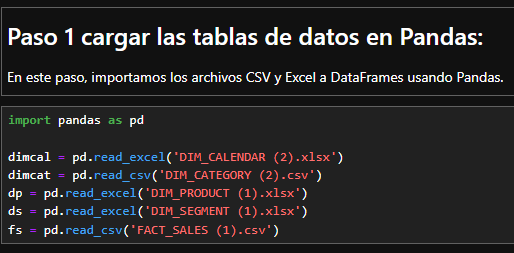 Paso 1 cargar las tablas de datos en Pandas:
En este paso, importamos los archivos CSV y Excel a DataFrames usando Pandas.
import pandas as pd
dimcal = pd.read_excel('DIM_CALENDAR (2).xlsx')
dimcat = pd.read_csv('DIM_CATEGORY (2).csv')
dp = pd.read_excel('DIM_PRODUCT (1).xlsx')
ds = pd.read_excel('DIM_SEGMENT (1).xlsx')
fs = pd.read_csv('FACT_SALES (1).csv')